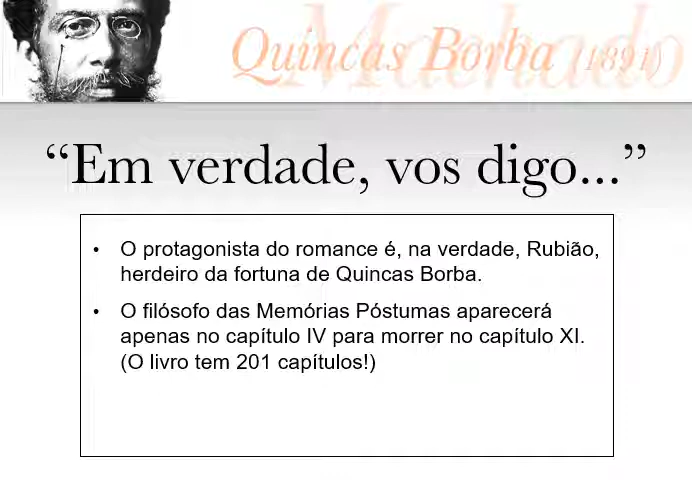 Quincas Borba (1891)
Machado
“Em verdade, vos digo...”
• O protagonista do romance é, na verdade, Rubião,
herdeiro da fortuna de Quincas Borba.
• O filósofo das Memórias Póstumas aparecerá
apenas no capítulo IV para morrer no capítulo XI.
(O livro tem 201 capítulos!)